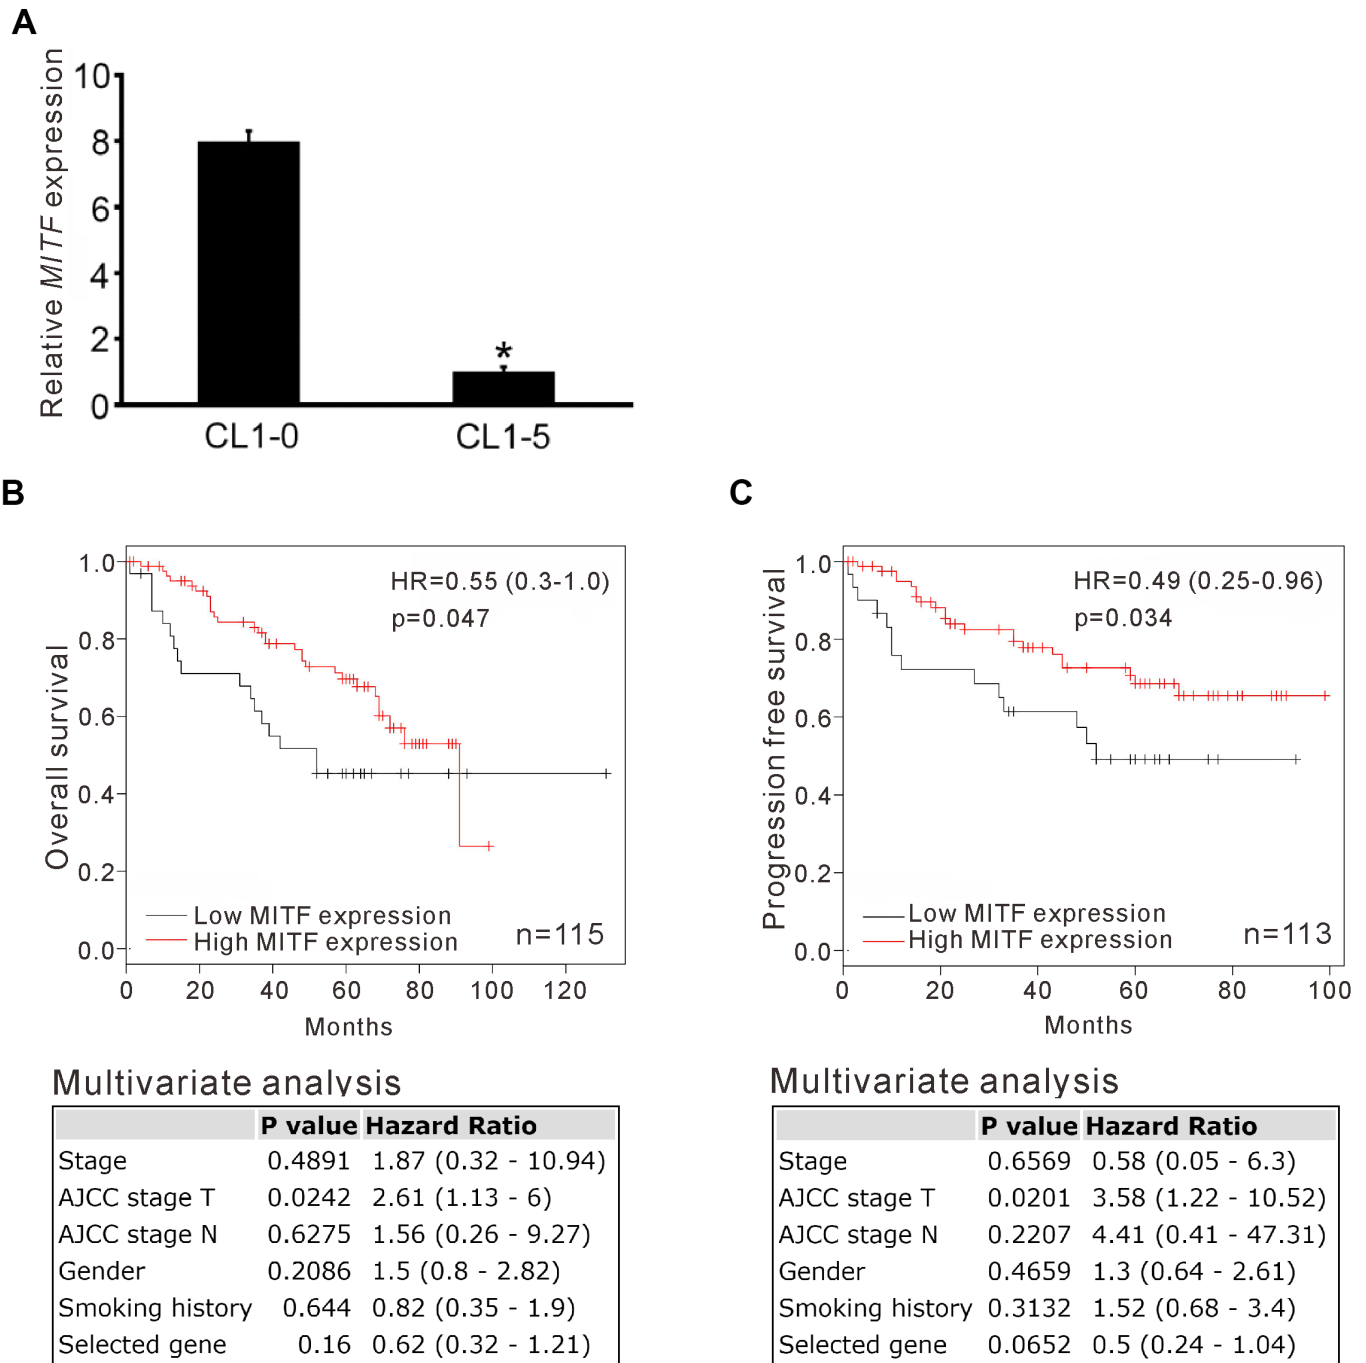 A
Relative MITF expression
10
8
6
4
2
0
*
CL1-0 CL1-5
B
Overall survival
1.0
0.8
0.6
0.4
0.2
0.0
HR=0.55 (0.3-1.0)
p=0.047
Low MITF expression
High MITF expression
n=115
0 20 40 60 80 100 120
Months
Multivariate analysis
P value Hazard Ratio
Stage 0.4891 1.87 (0.32 - 10.94)
AJCC stage T 0.0242 2.61 (1.13 - 6)
AJCC stage N 0.6275 1.56 (0.26 - 9.27)
Gender 0.2086 1.5 (0.8 - 2.82)
Smoking history 0.644 0.82 (0.35 - 1.9)
Selected gene 0.16 0.62 (0.32 - 1.21)
C
Progression free survival
1.0
0.8
0.6
0.4
0.2
0.0
HR=0.49 (0.25-0.96)
p=0.034
Low MITF expression
High MITF expression
n=113
0 20 40 60 80 100
Months
Multivariate analysis
P value Hazard Ratio
Stage 0.6569 0.58 (0.05 - 6.3)
AJCC stage T 0.0201 3.58 (1.22 - 10.52)
AJCC stage N 0.2207 4.41 (0.41 - 47.31)
Gender 0.4659 1.3 (0.64 - 2.61)
Smoking history 0.3132 1.52 (0.68 - 3.4)
Selected gene 0.0652 0.5 (0.24 - 1.04)